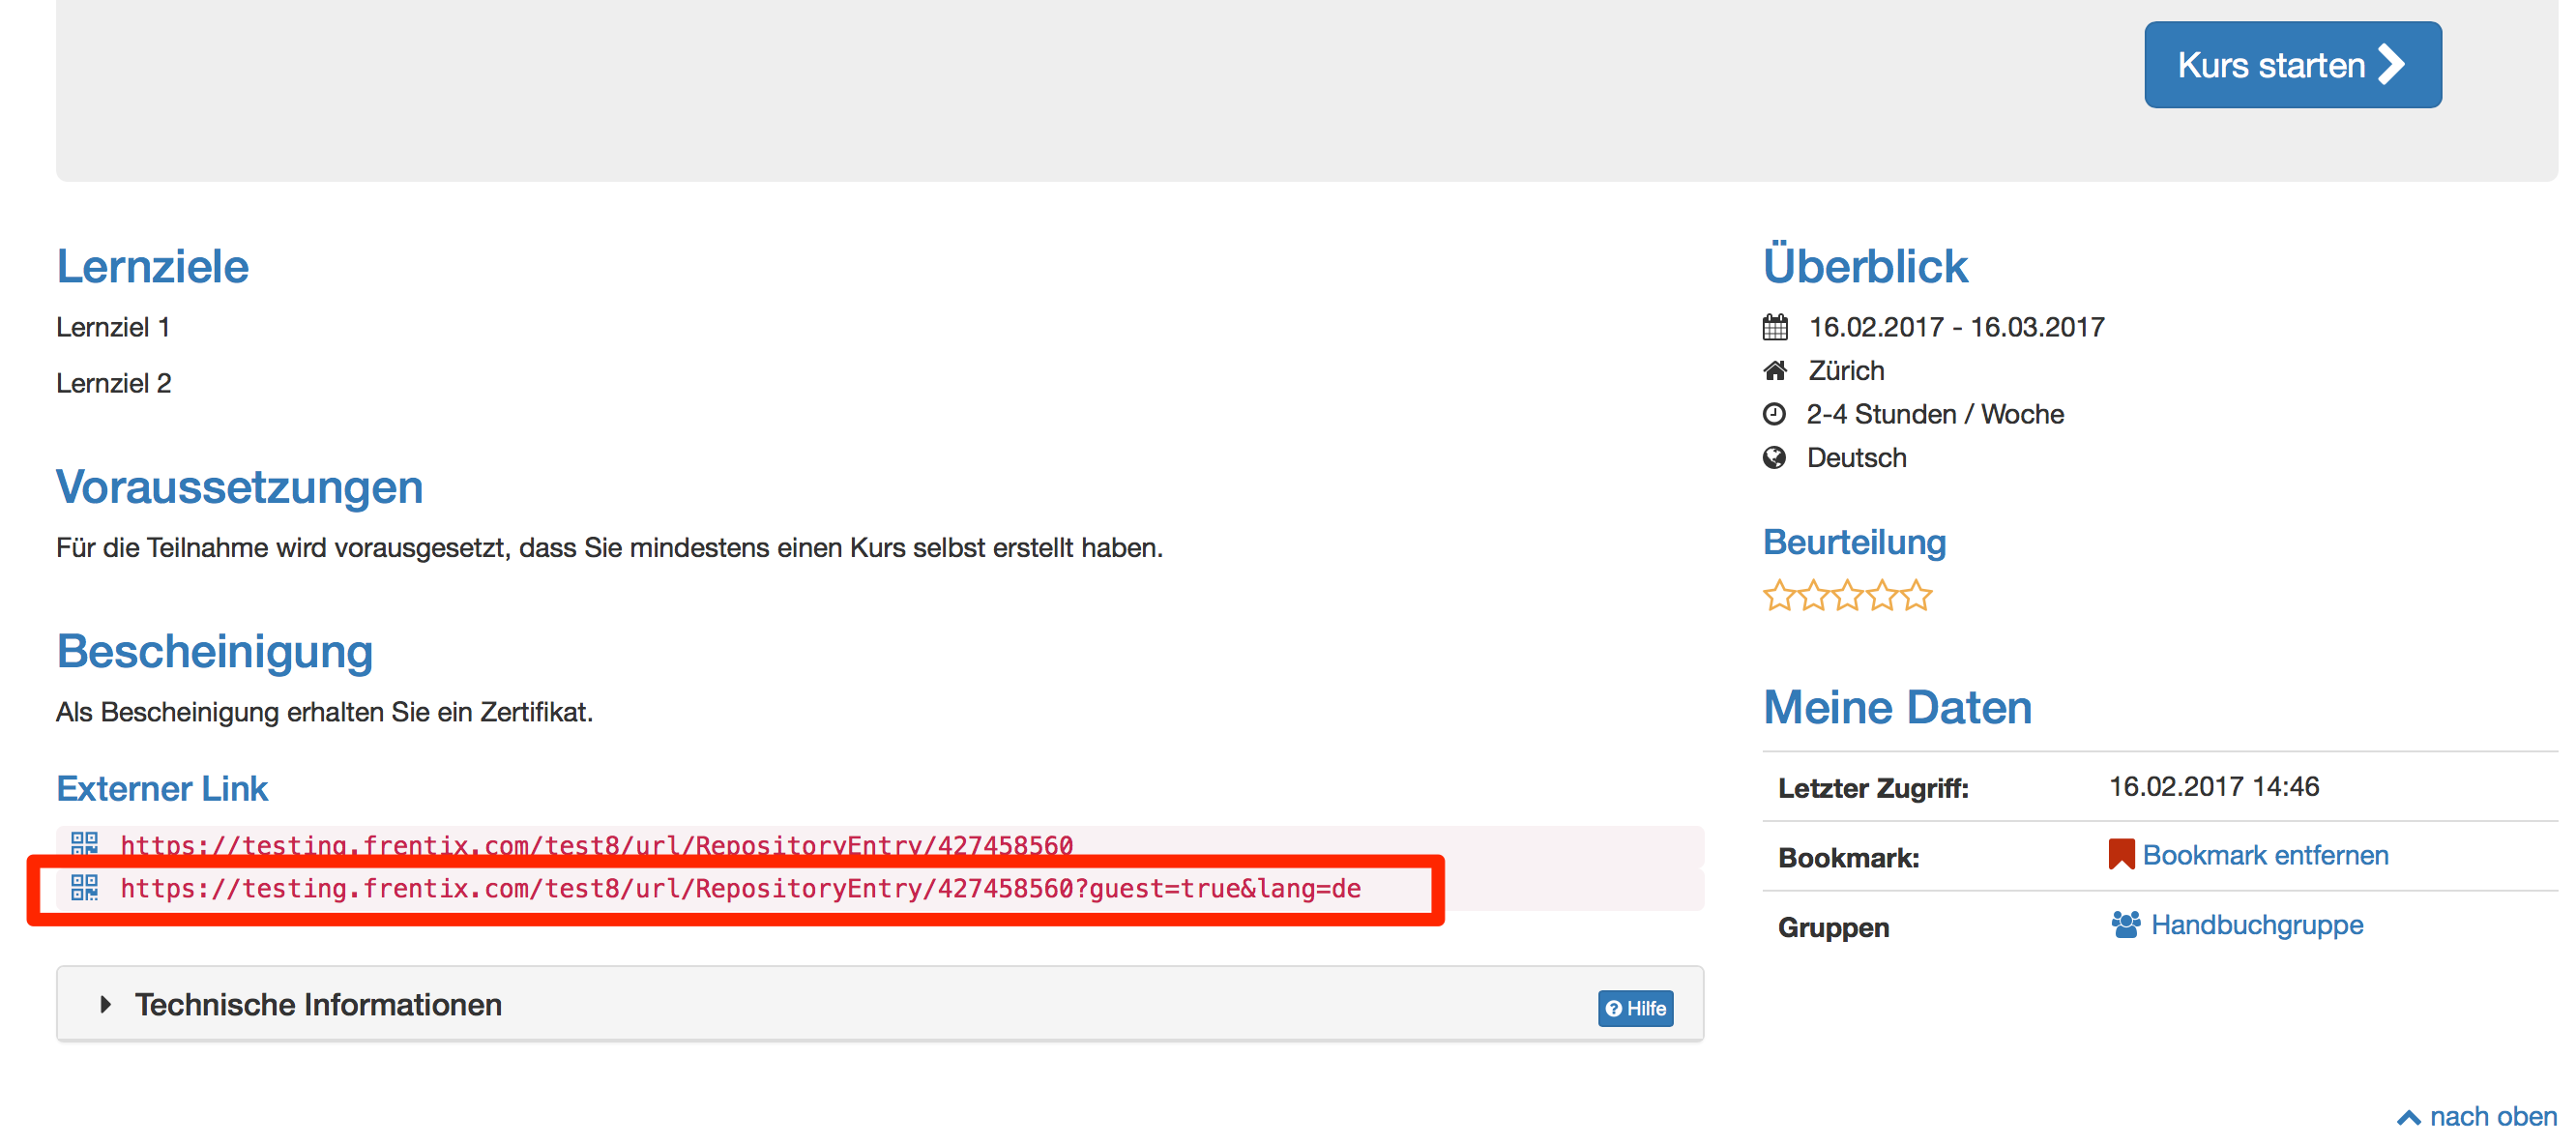 Kurs starten
Lernziele
Lernziel 1
Lernziel 2
Voraussetzungen
Für die Teilnahme wird vorausgesetzt, dass Sie mindestens einen Kurs selbst erstellt haben.
Bescheinigung
Als Bescheinigung erhalten Sie ein Zertifikat.
Externer Link
https://testing.frentix.com/test8/url/RepositoryEntry/427458560
https://testing.frentix.com/test8/url/RepositoryEntry/427458560?guest=true&lang=de
Technische Informationen
Hilfe
Überblick
16.02.2017 - 16.03.2017
Zürich
2-4 Stunden / Woche
Deutsch
Beurteilung
Meine Daten
Letzter Zugriff: 16.02.2017 14:46
Bookmark: Bookmark entfernen
Gruppen Handbuchgruppe
nach oben